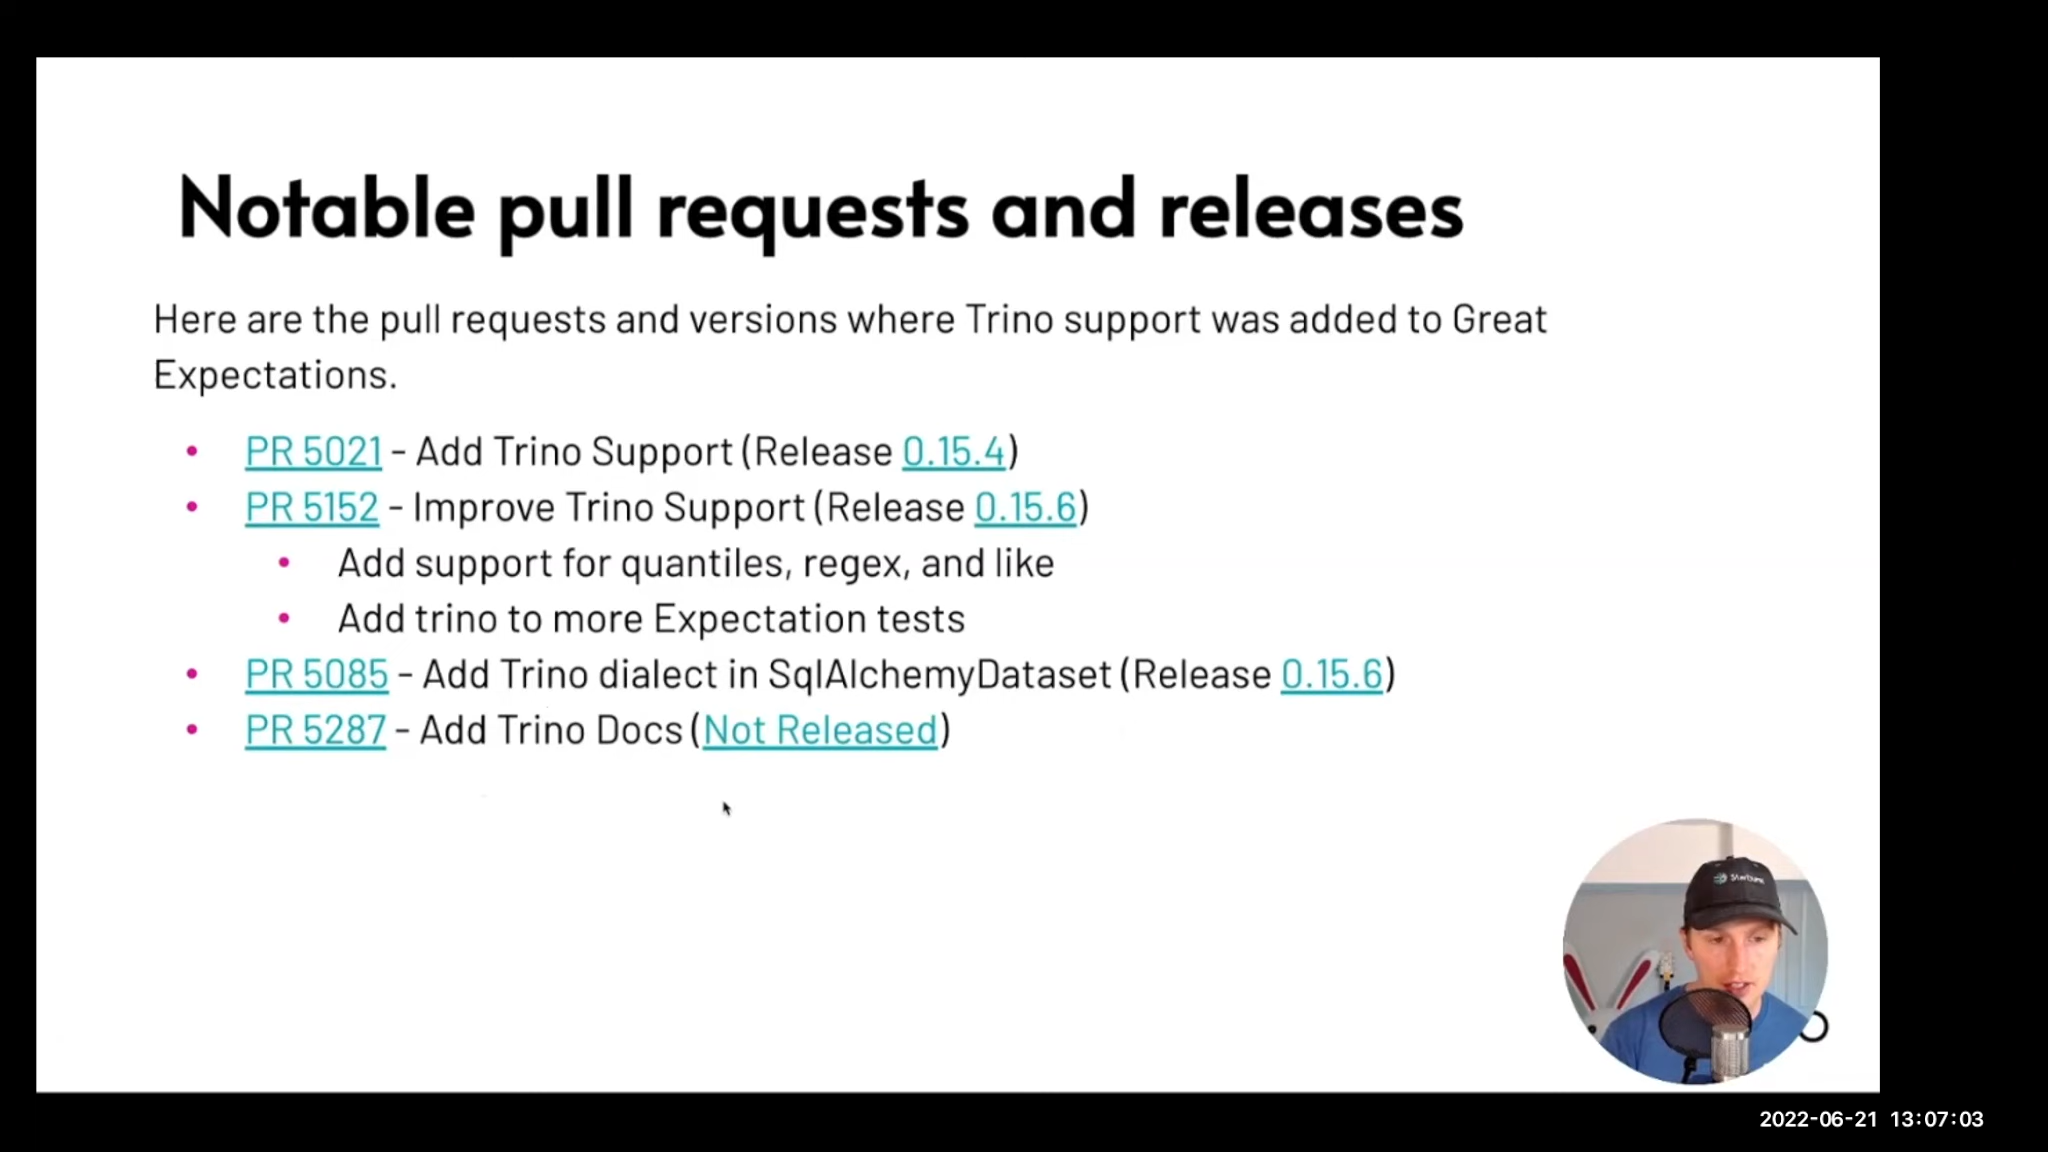 Notable pull requests and releases
Here are the pull requests and versions where Trino support was added to Great
Expectations.
• PR 5021 - Add Trino Support (Release 0.15.4)
• PR 5152 - Improve Trino Support (Release 0.15.6)
• Add support for quantiles, regex, and like
• Add trino to more Expectation tests
• PR 5085 - Add Trino dialect in SqlAlchemyDataset (Release 0.15.6)
• PR 5287 - Add Trino Docs (Not Released)
Starburst
2022-06-21 13:07:03